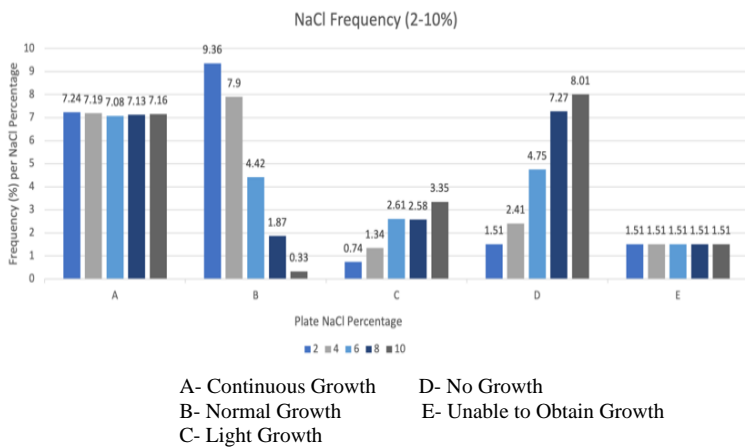 NaCl Frequency (2-10%)
Frequency (%) per NaCl Percentage
10
9
8
7
6
5
4
3
2
1
0
7.24 7.19 7.08 7.13 7.16
9.36 7.9 4.42 1.87 0.33
0.74 1.34 2.61 2.58 3.35
1.51 2.41 4.75 7.27 8.01
1.51 1.51 1.51 1.51 1.51
A B C D E
Plate NaCl Percentage
2 4 6 8 10
A- Continuous Growth D- No Growth
B- Normal Growth E- Unable to Obtain Growth
C- Light Growth